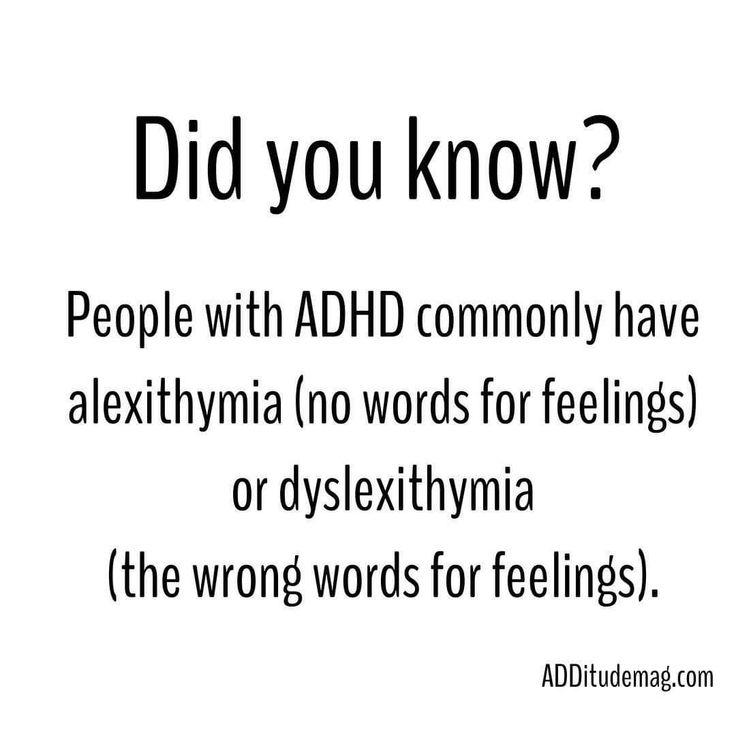 Did you know?
People with ADHD commonly have
alexithymia (no words for feelings)
or dyslexithymia
(the wrong words for feelings).
ADDitudemag.com